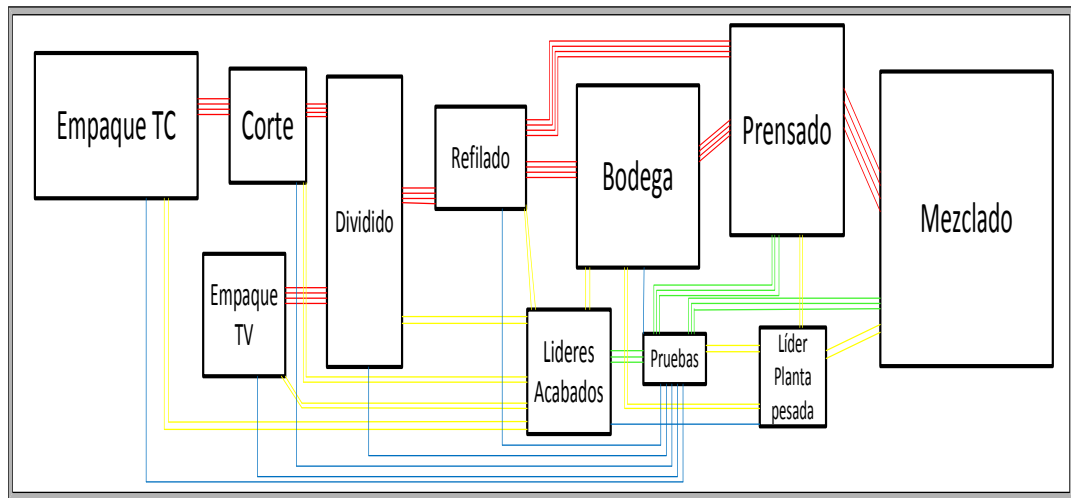 Empaque TC
Corte
Dividido
Refilado
Bodega
Prensado
Mezclado
Empaque
TV
Lideres
Acabados
Pruebas
Líder
Planta
pesada